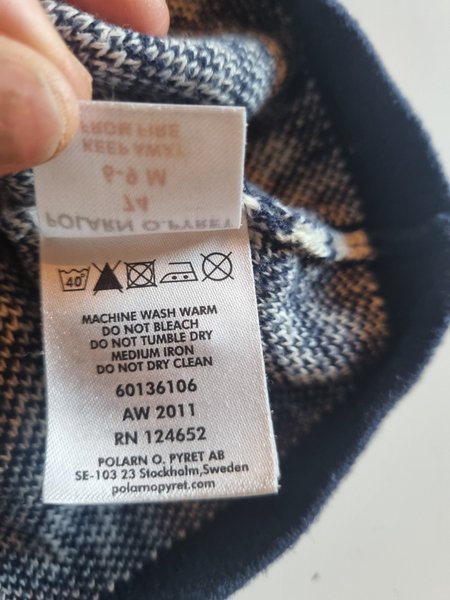 POLARN O. PYRET
74
6-9 M
KEEP AWAY
FROM FIRE
40
MACHINE WASH WARM
DO NOT BLEACH
DO NOT TUMBLE DRY
MEDIUM IRON
DO NOT DRY CLEAN
60136106
AW 2011
RN 124652
POLARN O. PYRET AB
SE-103 23 Stockholm,Sweden
polarnopyret.com